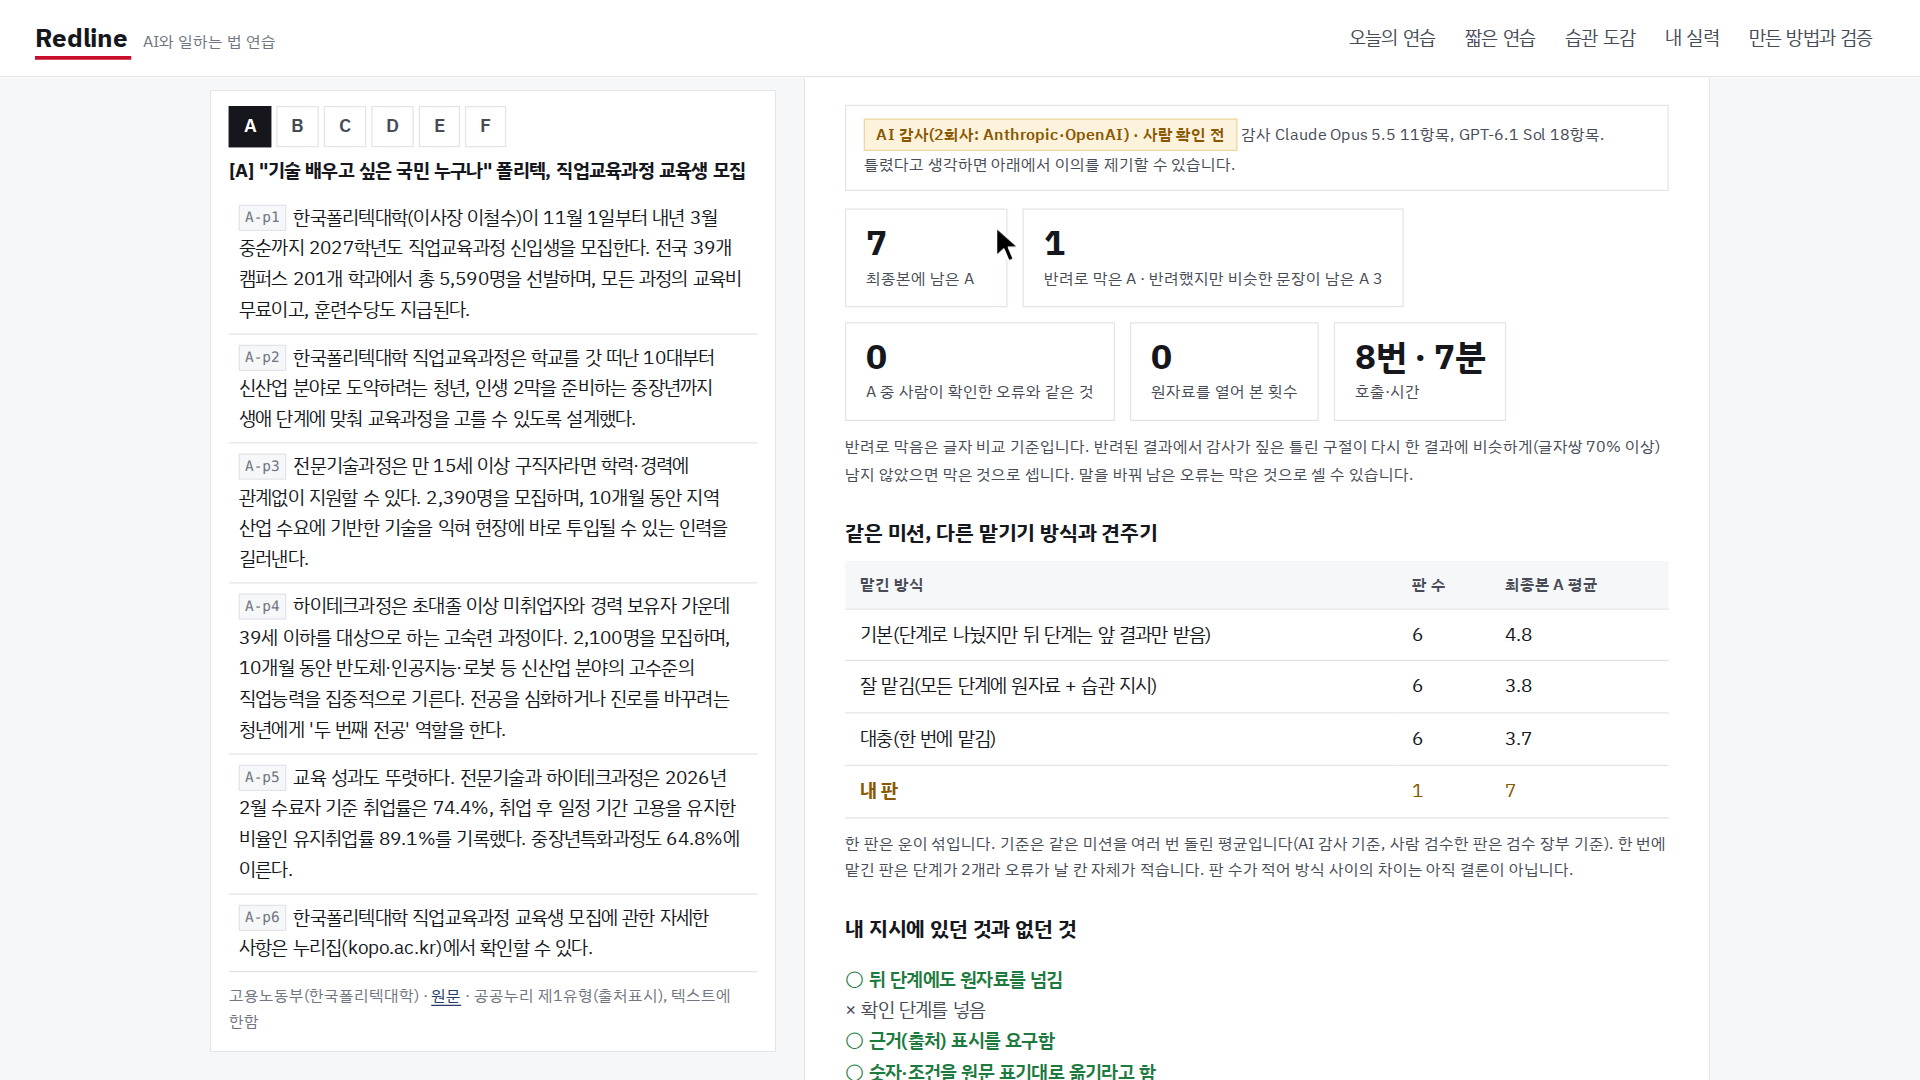 Redline AI와 일하는 법 연습
오늘의 연습 짧은 연습 습관 도감 내 실력 만든 방법과 검증
A B C D E F
[A] "기술 배우고 싶은 국민 누구나" 폴리텍, 직업교육과정 교육생 모집
A-p1 한국폴리텍대학(이사장 이철수)이 11월 1일부터 내년 3월
중순까지 2027학년도 직업교육과정 신입생을 모집한다. 전국 39개
캠퍼스 201개 학과에서 총 5,590명을 선발하며, 모든 과정의 교육비
무료이고, 훈련수당도 지급된다.
A-p2 한국폴리텍대학 직업교육과정은 학교를 갓 떠난 10대부터
신산업 분야로 도약하려는 청년, 인생 2막을 준비하는 중장년까지
생애 단계에 맞춰 교육과정을 고를 수 있도록 설계했다.
A-p3 전문기술과정은 만 15세 이상 구직자라면 학력·경력에
관계없이 지원할 수 있다. 2,390명을 모집하며, 10개월 동안 지역
산업 수요에 기반한 기술을 익혀 현장에 바로 투입될 수 있는 인력을
길러낸다.
A-p4 하이테크과정은 초대졸 이상 미취업자와 경력 보유자 가운데
39세 이하를 대상으로 하는 고숙련 과정이다. 2,100명을 모집하며,
10개월 동안 반도체·인공지능·로봇 등 신산업 분야의 고수준의
직업능력을 집중적으로 기른다. 전공을 심화하거나 진로를 바꾸려는
청년에게 '두 번째 전공' 역할을 한다.
A-p5 교육 성과도 뚜렷하다. 전문기술과 하이테크과정은 2026년
2월 수료자 기준 취업률은 74.4%, 취업 후 일정 기간 고용을 유지한
비율인 유지취업률 89.1%를 기록했다. 중장년특화과정도 64.8%에
이른다.
A-p6 한국폴리텍대학 직업교육과정 교육생 모집에 관한 자세한
사항은 누리집(kopo.ac.kr)에서 확인할 수 있다.
고용노동부(한국폴리텍대학) · 원문 · 공공누리 제1유형(출처표시), 텍스트에
한함
AI 감사(2회사: Anthropic·OpenAI) · 사람 확인 전 감사 Claude Opus 5.5 11항목, GPT-6.1 Sol 18항목.
틀렸다고 생각하면 아래에서 이의를 제기할 수 있습니다.
7
최종본에 남은 A
1
반려로 막은 A · 반려했지만 비슷한 문장이 남은 A 3
0
A 중 사람이 확인한 오류와 같은 것
0
원자료를 열어 본 횟수
8번 · 7분
호출·시간
반려로 막음은 글자 비교 기준입니다. 반려된 결과에서 감사가 짚은 틀린 구절이 다시 한 결과에 비슷하게(글자쌍 70% 이상)
남지 않았으면 막은 것으로 셉니다. 말을 바꿔 남은 오류는 막은 것으로 셀 수 있습니다.
같은 미션, 다른 맡기기 방식과 견주기
맡긴 방식 판 수 최종본 A 평균
기본(단계로 나눴지만 뒤 단계는 앞 결과만 받음) 6 4.8
잘 맡김(모든 단계에 원자료 + 습관 지시) 6 3.8
대충(한 번에 맡김) 6 3.7
내 판 1 7
한 판은 운이 섞입니다. 기준은 같은 미션을 여러 번 돌린 평균입니다(AI 감사 기준, 사람 검수한 판은 검수 장부 기준). 한 번에
맡긴 판은 단계가 2개라 오류가 날 칸 자체가 적습니다. 판 수가 적어 방식 사이의 차이는 아직 결론이 아닙니다.
내 지시에 있던 것과 없던 것
○ 뒤 단계에도 원자료를 넘김
× 확인 단계를 넣음
○ 근거(출처) 표시를 요구함
○ 숫자·조건을 원문 표기대로 옮기라고 함